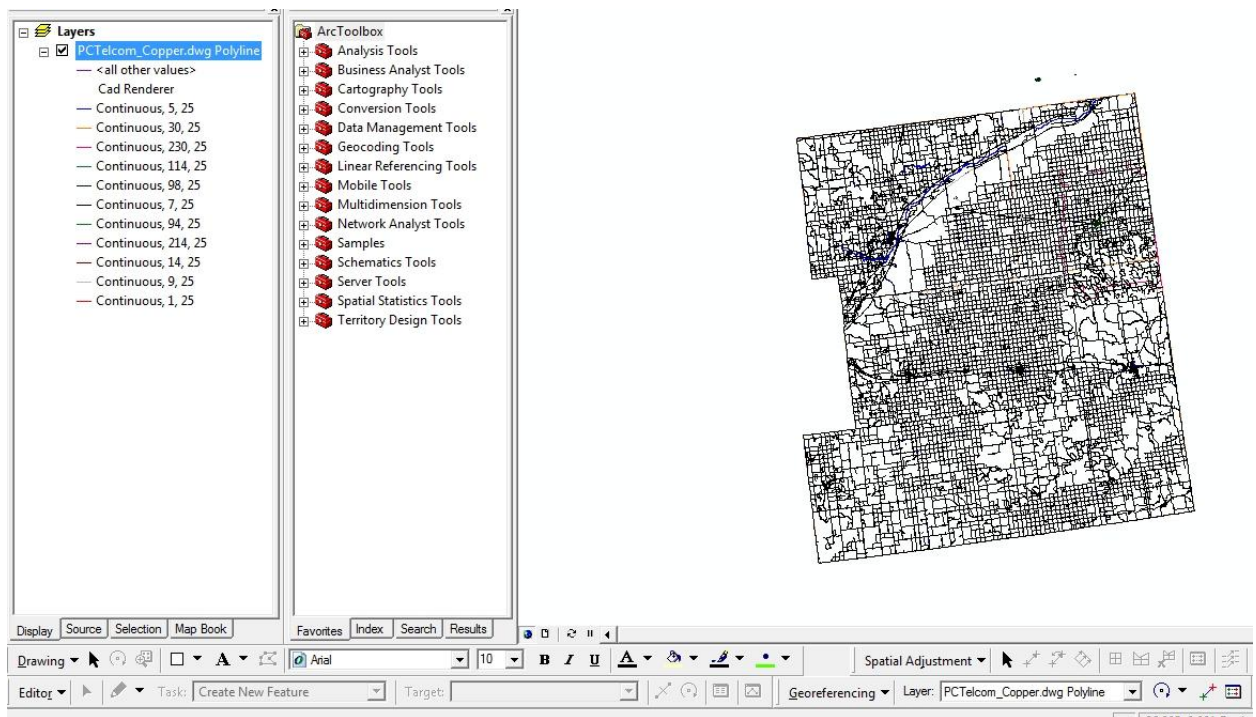 Layers
PCTelcom_Copper.dwg Polyline
<all other values>
Cad Renderer
Continuous, 5, 25
Continuous, 30, 25
Continuous, 230, 25
Continuous, 114, 25
Continuous, 98, 25
Continuous, 7, 25
Continuous, 94, 25
Continuous, 214, 25
Continuous, 14, 25
Continuous, 9, 25
Continuous, 1, 25
Display Source Selection Map Book
ArcToolbox
Analysis Tools
Business Analyst Tools
Cartography Tools
Conversion Tools
Data Management Tools
Geocoding Tools
Linear Referencing Tools
Mobile Tools
Multidimension Tools
Network Analyst Tools
Samples
Schematics Tools
Server Tools
Spatial Statistics Tools
Territory Design Tools
Favorites Index Search Results
Drawing A Arial 10 B I U A Spatial Adjustment
Editor Task: Create New Feature Target: Georeferencing Layer: PCTelcom_Copper.dwg Polyline